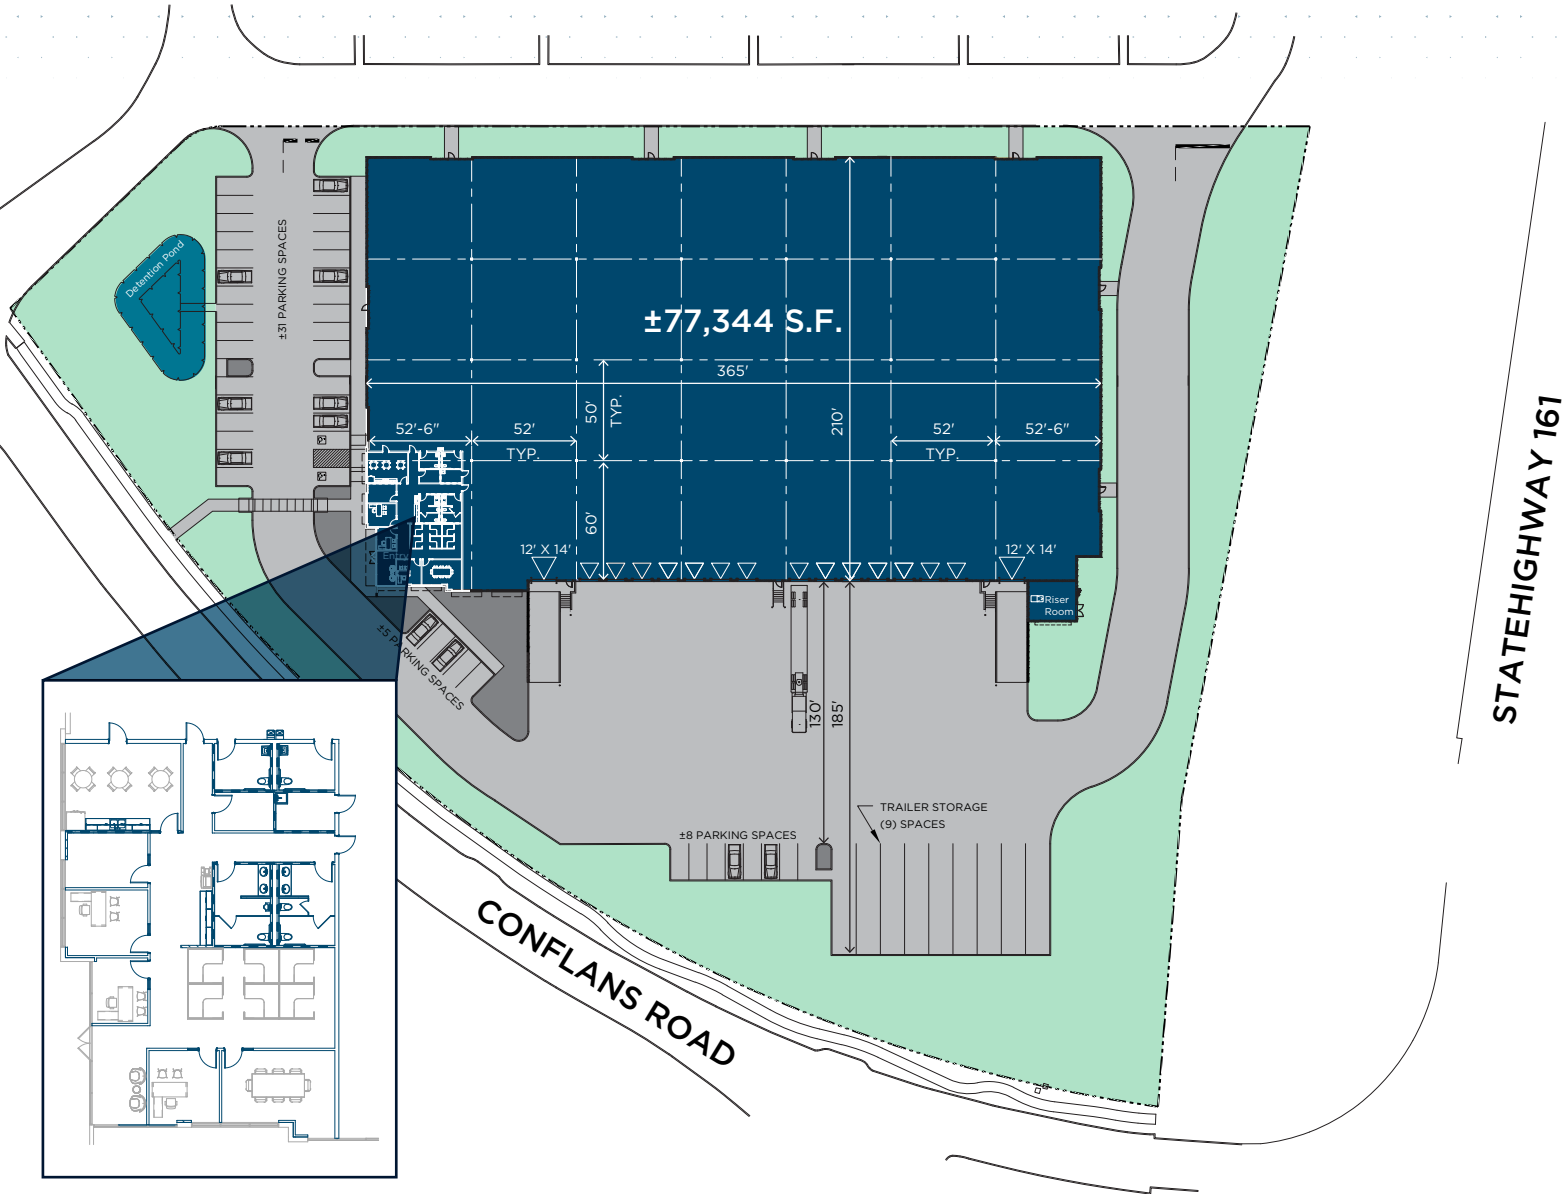 Detention Pond
±31 PARKING SPACES
±77,344 S.F.
365'
50'
TYP.
210'
52'-6"
52'
TYP.
52'
TYP.
52'-6"
60'
12' X 14'
12' X 14'
Entry
Riser
Room
±5 PARKING SPACES
130'
185'
TRAILER STORAGE
(9) SPACES
±8 PARKING SPACES
CONFLANS ROAD
STATEHIGHWAY 161